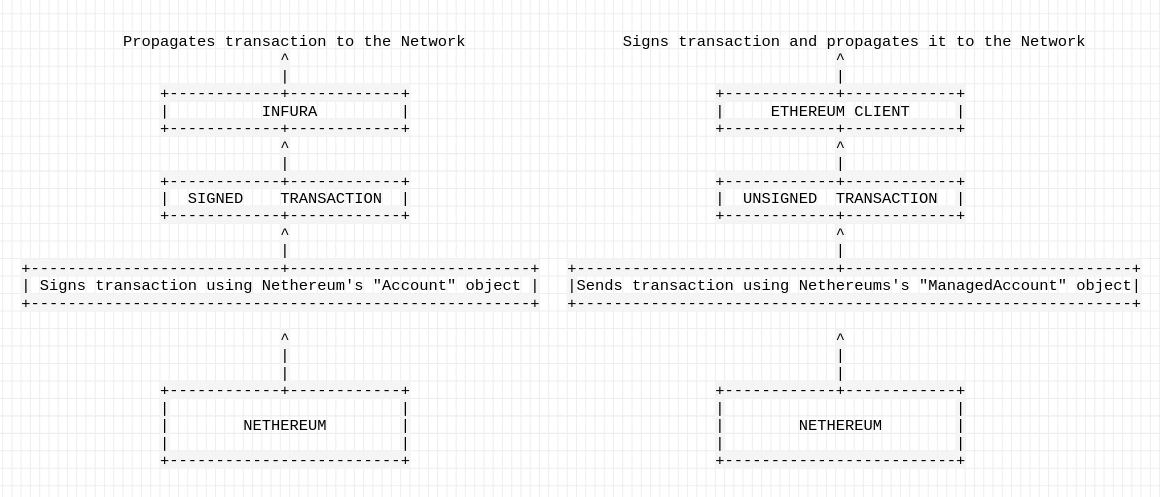 Propagates transaction to the Network
INFURA
SIGNED TRANSACTION
Signs transaction using Nethereum's "Account" object
NETHEREUM
Signs transaction and propagates it to the Network
ETHEREUM CLIENT
UNSIGNED TRANSACTION
Sends transaction using Nethereums's "ManagedAccount" object
NETHEREUM